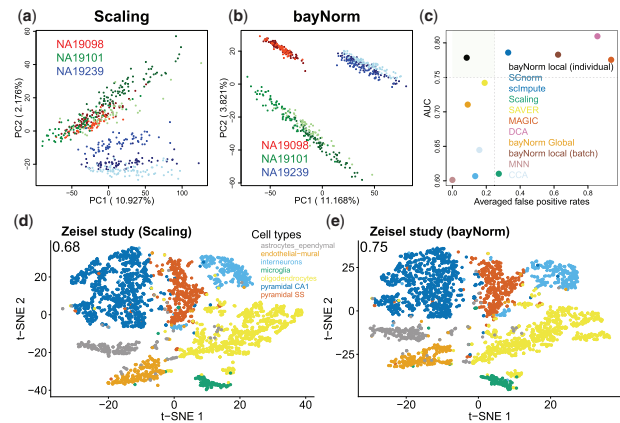 (a) Scaling
PC2 ( 2.176%)
60
40
20
0
−20
NA19098
NA19101
NA19239
−50 0 50 100
PC1 ( 10.927%)
(b) bayNorm
PC2 ( 3.821%)
20
0
−20
−40
−60
NA19098
NA19101
NA19239
−100 −50 0 50 100
PC1 ( 11.168%)
(c)
AUC
0.80
0.75
0.70
0.65
0.60
bayNorm local (individual)
SCnorm
scImpute
Scaling
SAVER
MAGIC
DCA
bayNorm Global
bayNorm local (batch)
MNN
CCA
0.0 0.2 0.4 0.6 0.8
Averaged false positive rates
(d) Zeisel study (Scaling)
0.68
t−SNE 2
20
0
−20
−40
−20 0 20 40
t−SNE 1
Cell types
astrocytes_ependymal
endothelial−mural
interneurons
microglia
oligodendrocytes
pyramidal CA1
pyramidal SS
(e) Zeisel study (bayNorm)
0.75
t−SNE 2
25
0
−25
−20 0 20
t−SNE 1